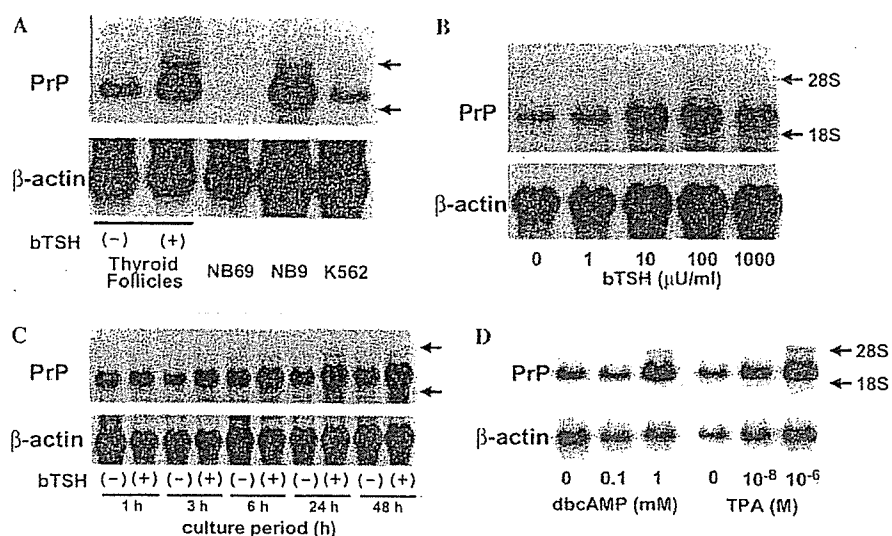 A
PrP
β-actin
bTSH (-) (+)
Thyroid Follicles NB69 NB9 K562
B
28S
PrP
18S
β-actin
0 1 10 100 1000
bTSH (µU/ml)
C
PrP
β-actin
bTSH (-) (+) (-) (+) (-) (+) (-) (+) (-) (+)
1 h 3 h 6 h 24 h 48 h
culture period (h)
D
28S
PrP
18S
β-actin
0 0.1 1 0 10⁻⁸ 10⁻⁶
dbcAMP (mM) TPA (M)